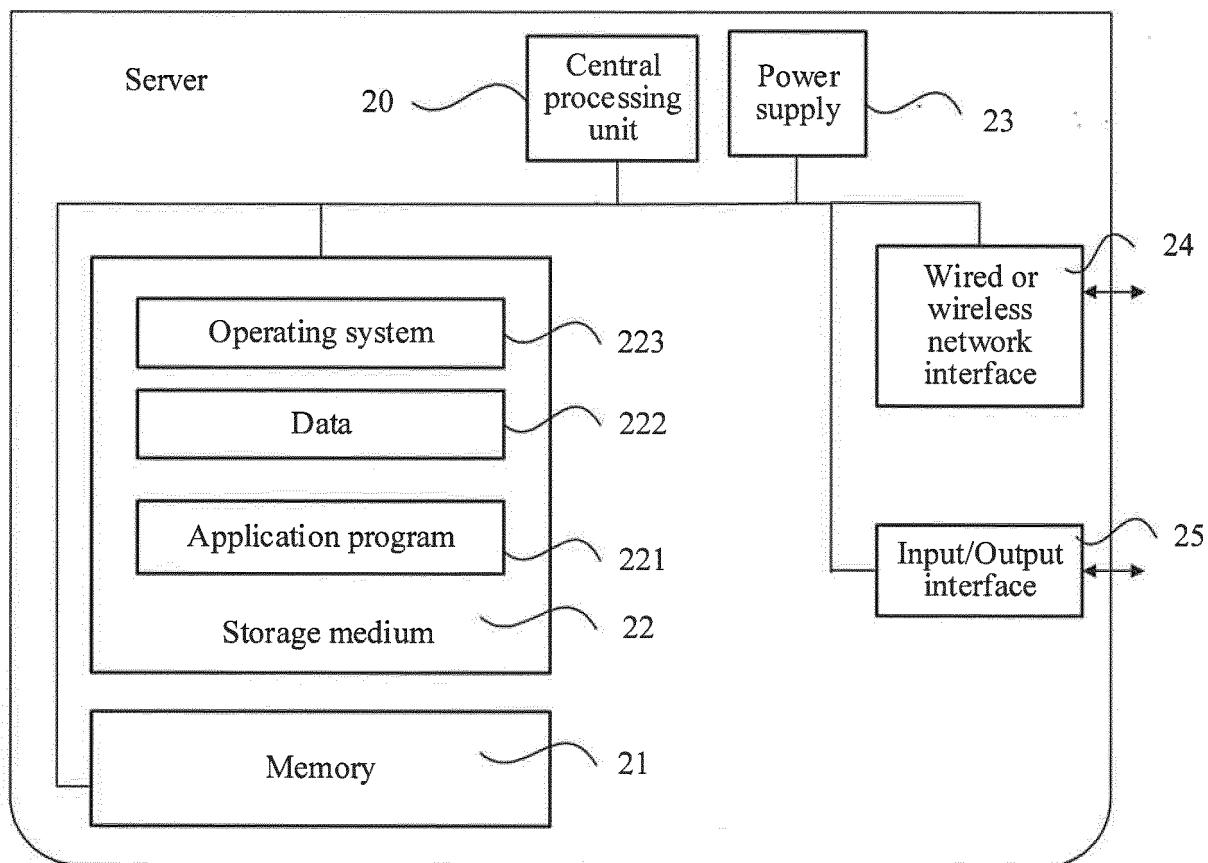 Server
Central
processing
unit
20
Power
supply
23
Operating system
223
Data
222
Application program
221
Storage medium
22
Memory
21
Wired or
wireless
network
interface
24
Input/Output
interface
25